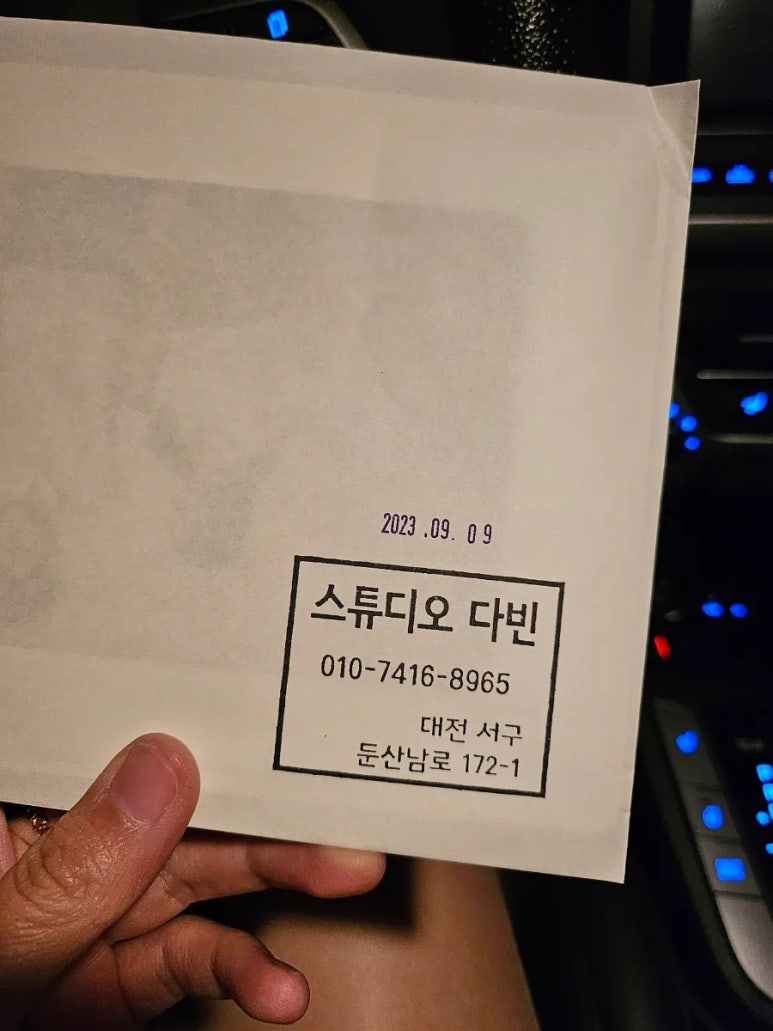 2023.09.09
스튜디오 다빈
010-7416-8965
대전 서구
둔산남로 172-1